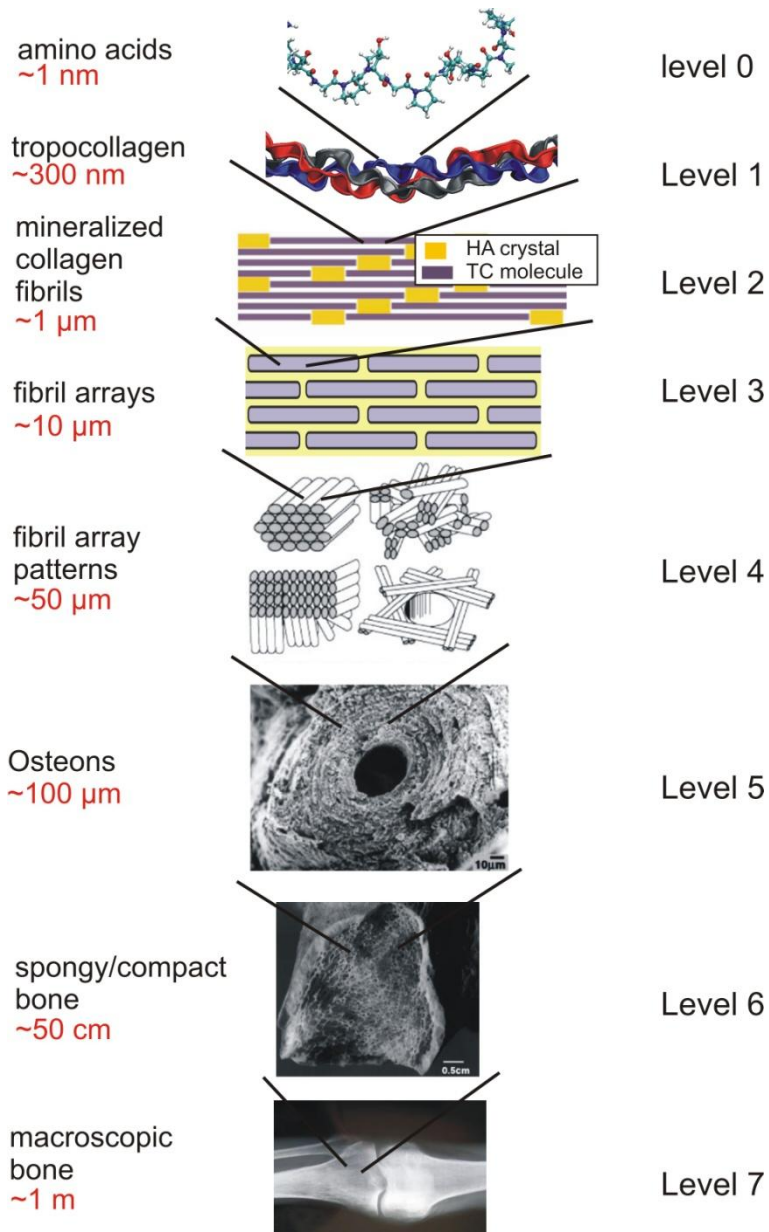 amino acids
~1 nm
level 0
tropocollagen
~300 nm
Level 1
mineralized
collagen
fibrils
~1 µm
HA crystal
TC molecule
Level 2
fibril arrays
~10 µm
Level 3
fibril array
patterns
~50 µm
Level 4
Osteons
~100 µm
10µm
Level 5
spongy/compact
bone
~50 cm
0.5cm
Level 6
macroscopic
bone
~1 m
Level 7